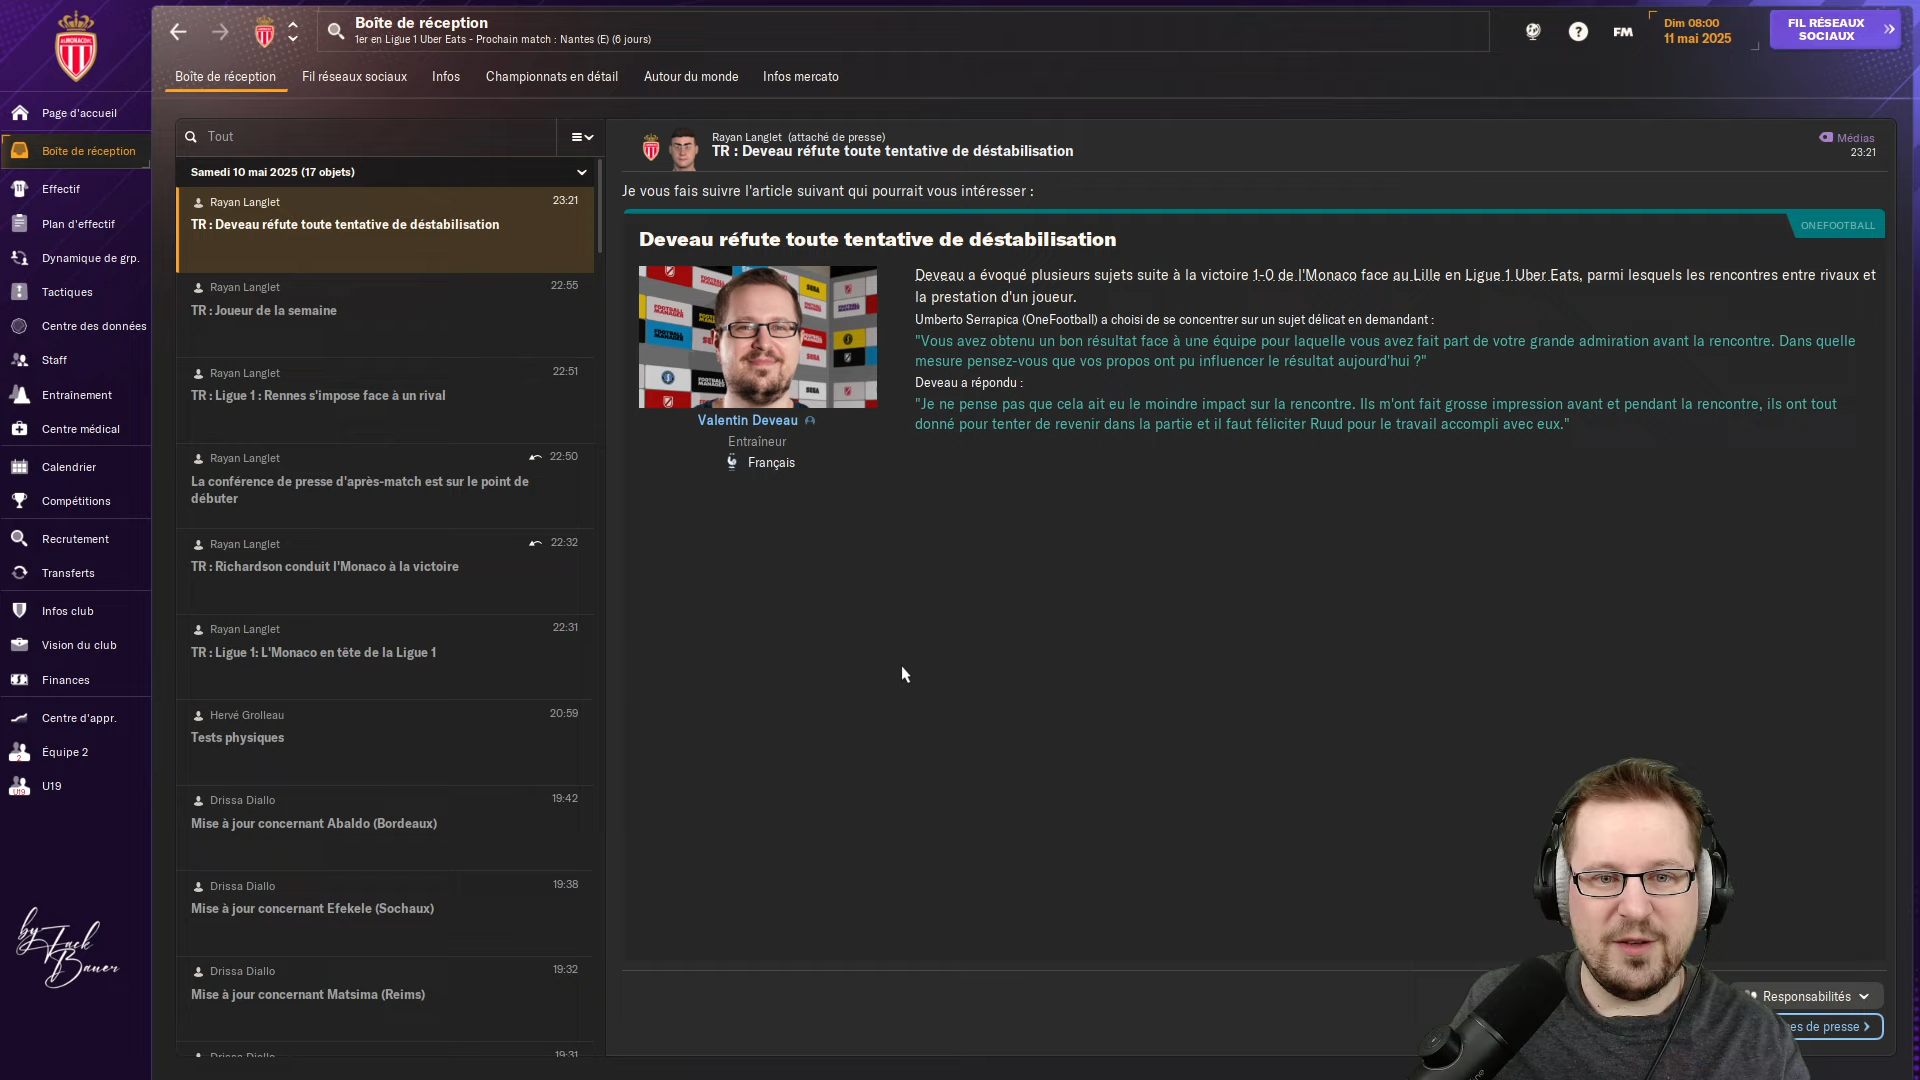 Boîte de réception
1er en Ligue 1 Uber Eats - Prochain match : Nantes (E) (6 jours)
FM
Dim 08:00
11 mai 2025
FIL RÉSEAUX
SOCIAUX
Boîte de réception
Fil réseaux sociaux
Infos
Championnats en détail
Autour du monde
Infos mercato
Page d'accueil
Boîte de réception
Effectif
Plan d'effectif
Dynamique de grp.
Tactiques
Centre des données
Staff
Entraînement
Centre médical
Calendrier
Compétitions
Recrutement
Transferts
Infos club
Vision du club
Finances
Centre d'appr.
Équipe 2
U19
by Jack
Bauer
Tout
Samedi 10 mai 2025 (17 objets)
Rayan Langlet 23:21
TR : Deveau réfute toute tentative de déstabilisation
Rayan Langlet 22:55
TR : Joueur de la semaine
Rayan Langlet 22:51
TR : Ligue 1 : Rennes s'impose face à un rival
Rayan Langlet 22:50
La conférence de presse d'après-match est sur le point de
débuter
Rayan Langlet 22:32
TR : Richardson conduit l'Monaco à la victoire
Rayan Langlet 22:31
TR : Ligue 1: L'Monaco en tête de la Ligue 1
Hervé Grolleau 20:59
Tests physiques
Drissa Diallo 19:42
Mise à jour concernant Abaldo (Bordeaux)
Drissa Diallo 19:38
Mise à jour concernant Efekele (Sochaux)
Drissa Diallo 19:32
Mise à jour concernant Matsima (Reims)
Drissa Diallo 19:31
Rayan Langlet (attaché de presse)
TR : Deveau réfute toute tentative de déstabilisation
Médias
23:21
Je vous fais suivre l'article suivant qui pourrait vous intéresser :
ONEFOOTBALL
Deveau réfute toute tentative de déstabilisation
Valentin Deveau
Entraîneur
Français
Deveau a évoqué plusieurs sujets suite à la victoire 1-0 de l'Monaco face au Lille en Ligue 1 Uber Eats, parmi lesquels les rencontres entre rivaux et
la prestation d'un joueur.
Umberto Serrapica (OneFootball) a choisi de se concentrer sur un sujet délicat en demandant :
"Vous avez obtenu un bon résultat face à une équipe pour laquelle vous avez fait part de votre grande admiration avant la rencontre. Dans quelle
mesure pensez-vous que vos propos ont pu influencer le résultat aujourd'hui ?"
Deveau a répondu :
"Je ne pense pas que cela ait eu le moindre impact sur la rencontre. Ils m'ont fait grosse impression avant et pendant la rencontre, ils ont tout
donné pour tenter de revenir dans la partie et il faut féliciter Ruud pour le travail accompli avec eux."
Responsabilités
es de presse